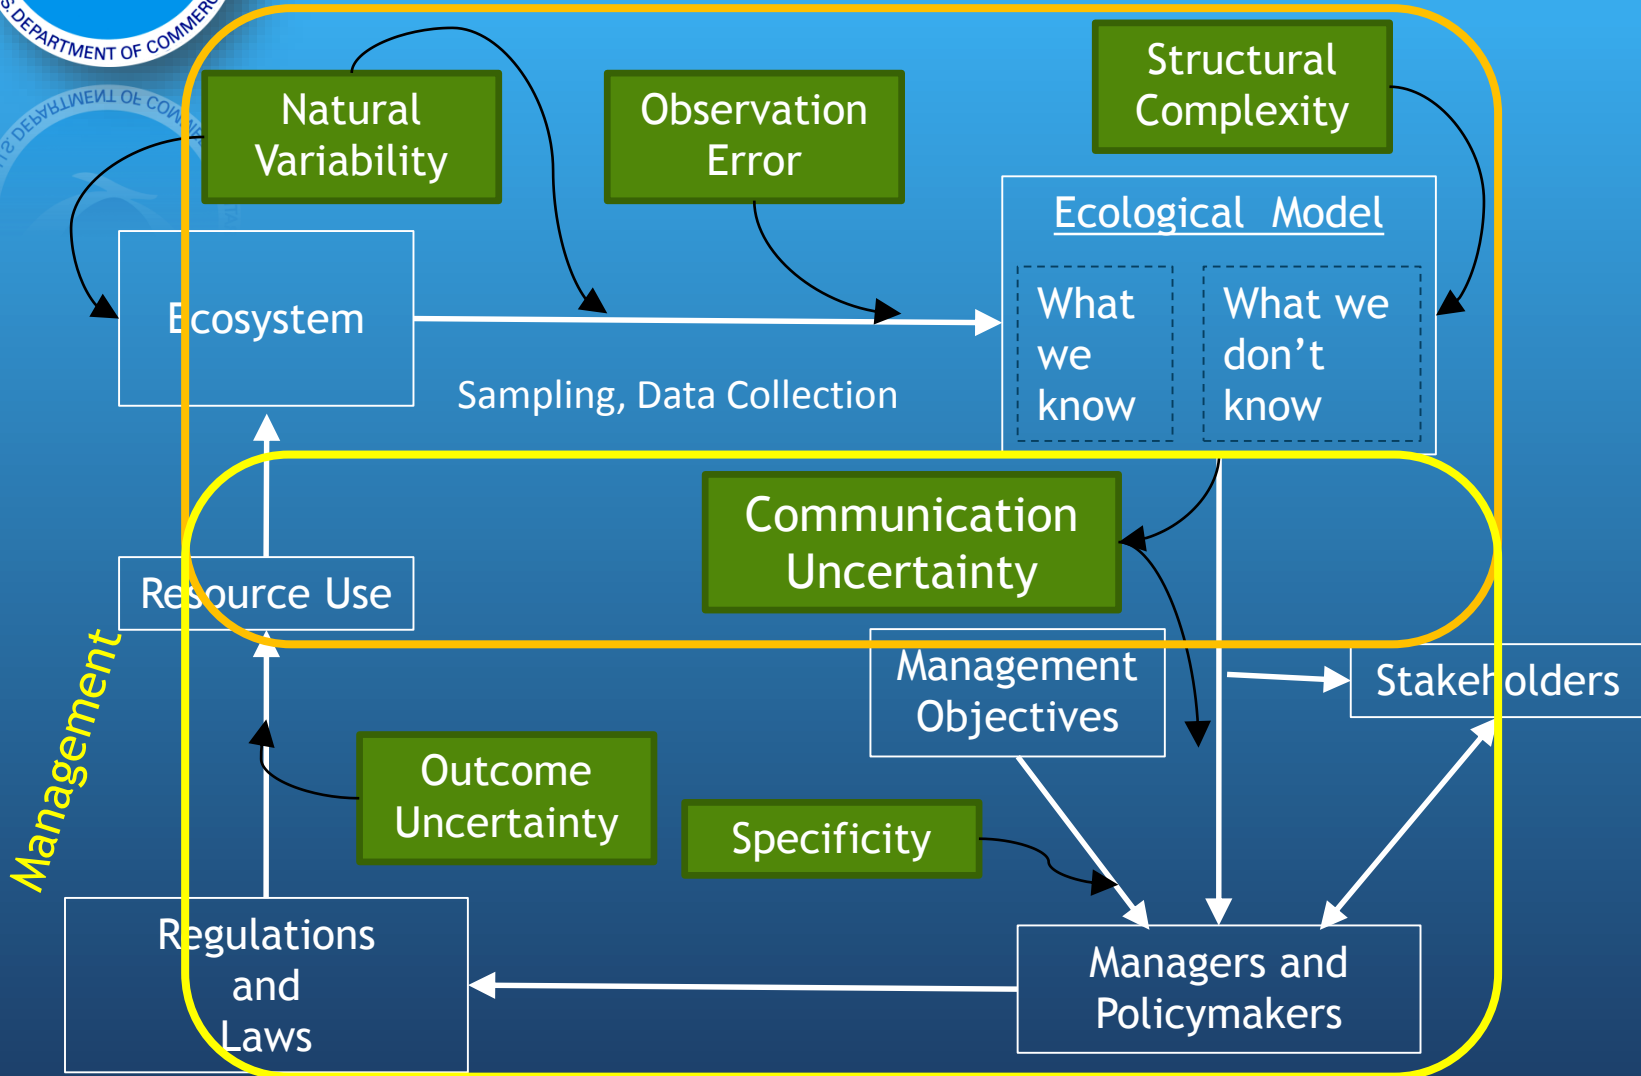 S. DEPARTMENT OF COMMERC
Natural
Variability
Observation
Error
Structural
Complexity
Ecological Model
What
we
know
What we
don’t
know
Ecosystem
Sampling, Data Collection
Communication
Uncertainty
Resource Use
Management
Management
Objectives
Stakeholders
Outcome
Uncertainty
Specificity
Regulations
and
Laws
Managers and
Policymakers